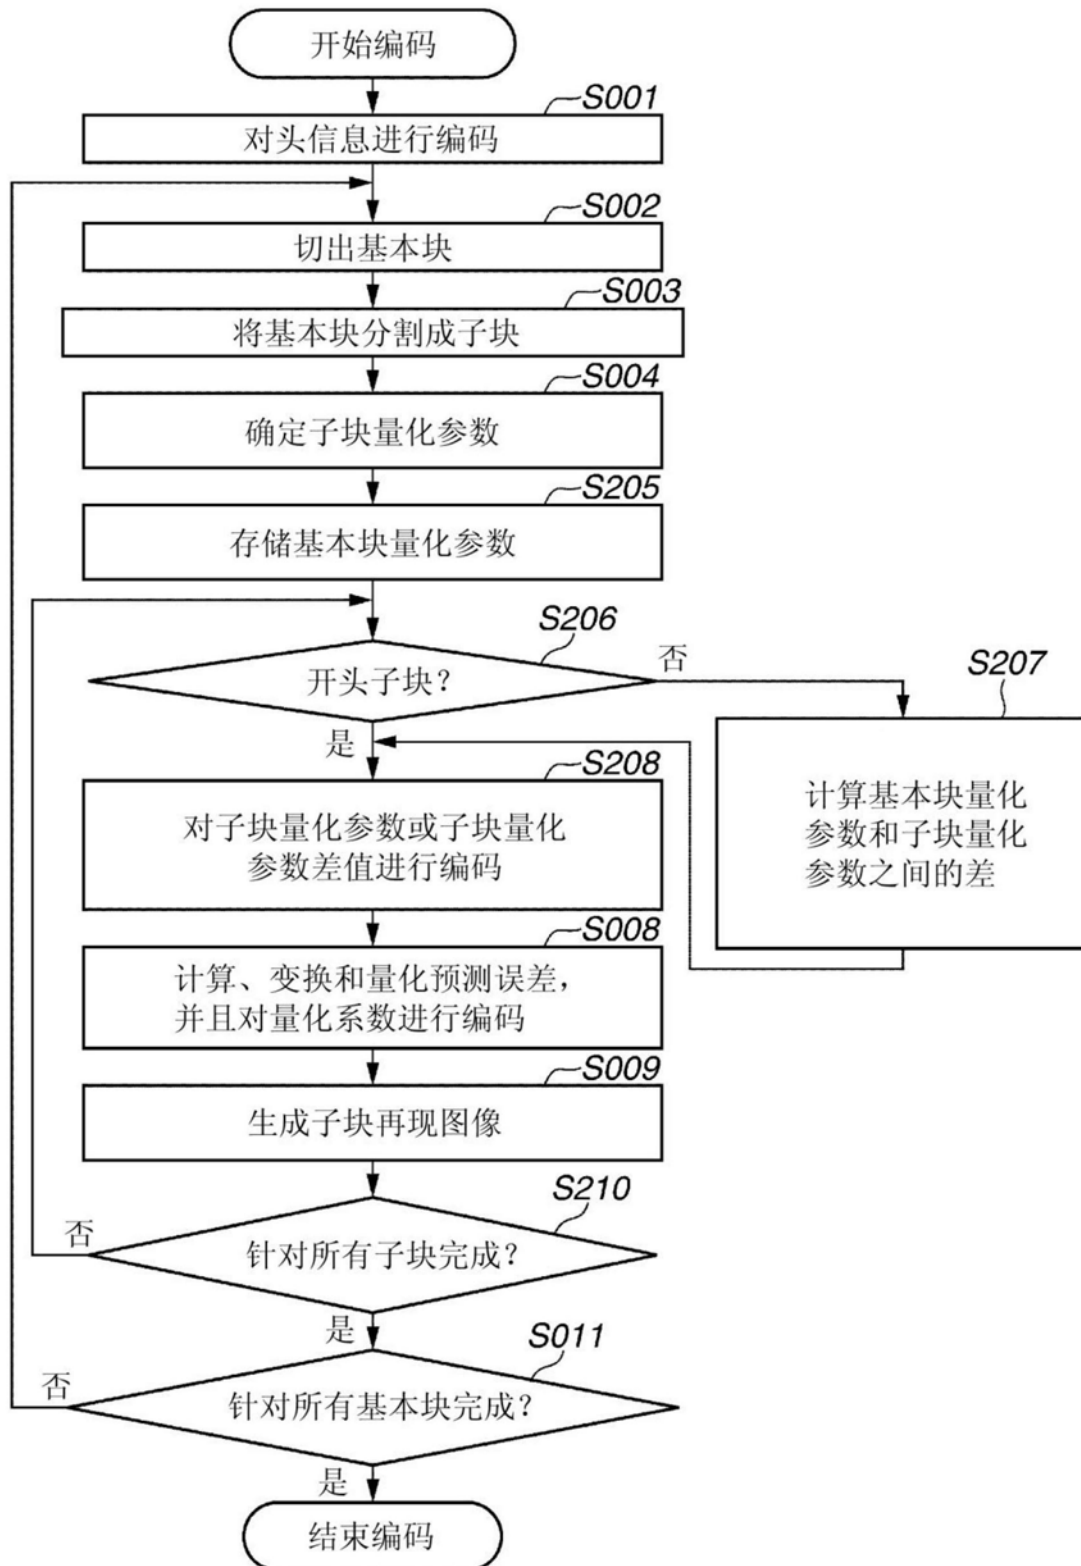 开始编码
S001
对头信息进行编码
S002
切出基本块
S003
将基本块分割成子块
S004
确定子块量化参数
S205
存储基本块量化参数
S206
开头子块?
否
是
S207
计算基本块量化
参数和子块量化
参数之间的差
S208
对子块量化参数或子块量化
参数差值进行编码
S008
计算、变换和量化预测误差,
并且对量化系数进行编码
S009
生成子块再现图像
S210
否
针对所有子块完成?
是
S011
否
针对所有基本块完成?
是
结束编码